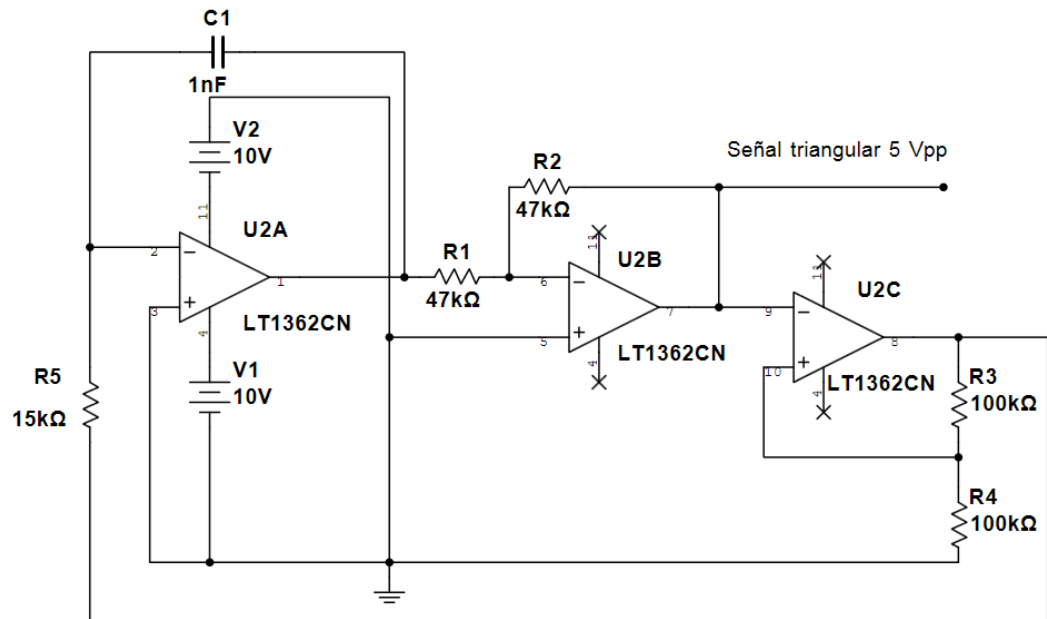 C1
1nF
V2
10V
11
U2A
2
1
3
LT1362CN
4
V1
10V
R5
15kΩ
R1
47kΩ
R2
47kΩ
Señal triangular 5 Vpp
11
U2B
6
7
5
LT1362CN
4
11
U2C
9
8
10
LT1362CN
4
R3
100kΩ
R4
100kΩ